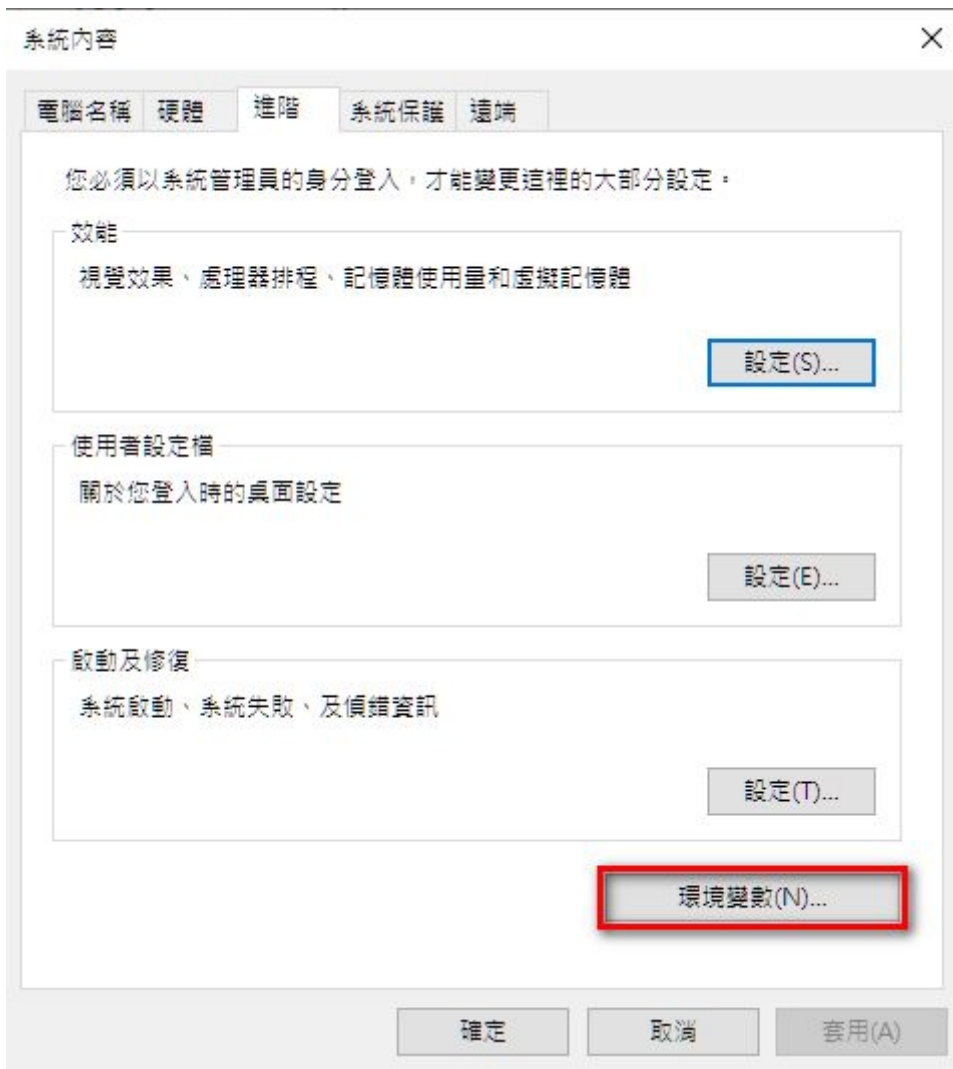 系統內容
電腦名稱 硬體 進階 系統保護 遠端
您必須以系統管理員的身分登入，才能變更這裡的大部分設定。
效能
視覺效果、處理器排程、記憶體使用量和虛擬記憶體
設定(S)...
使用者設定檔
關於您登入時的桌面設定
設定(E)...
啟動及修復
系統啟動、系統失敗、及偵錯資訊
設定(T)...
環境變數(N)...
確定 取消 套用(A)